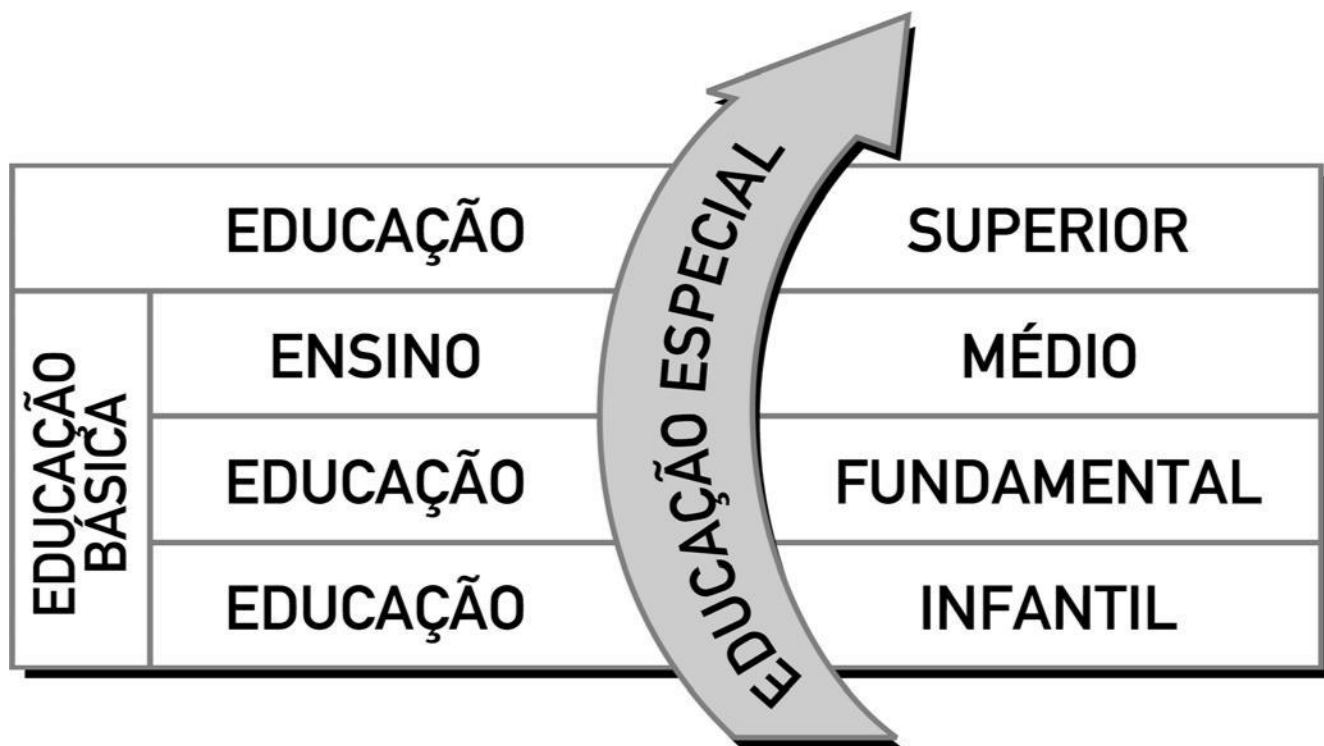 EDUCAÇÃO SUPERIOR
EDUCAÇÃO
BÁSICA
ENSINO MÉDIO
EDUCAÇÃO FUNDAMENTAL
EDUCAÇÃO INFANTIL
EDUCAÇÃO ESPECIAL